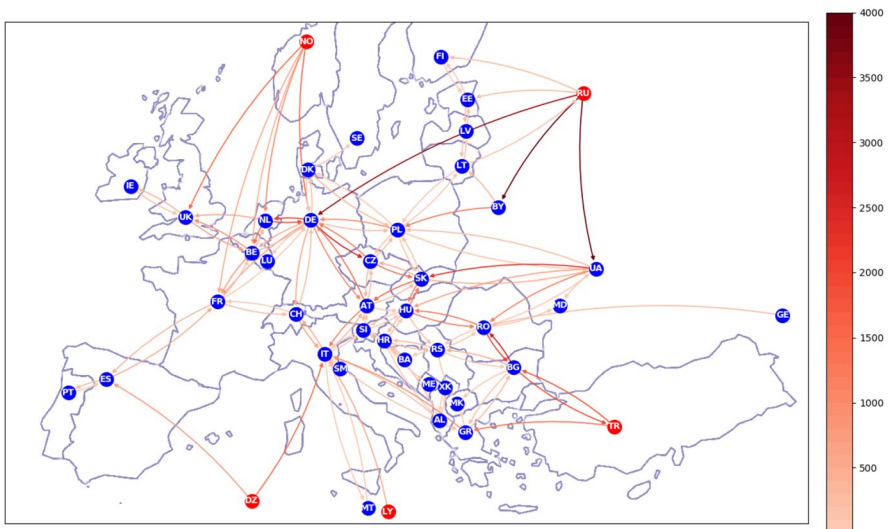 4000
NO
FI
3500
RU
EE
LV
SE
3000
LT
DK
IE
BY
2500
UK
NL
DE
PL
BE
LU
CZ
UA
2000
SK
FR
AT
MD
HU
CH
GE
SI
RO
1500
HR
RS
IT
BA
SM
BG
ES
ME
XK
PT
MK
1000
AL
TR
GR
500
DZ
MT
LY